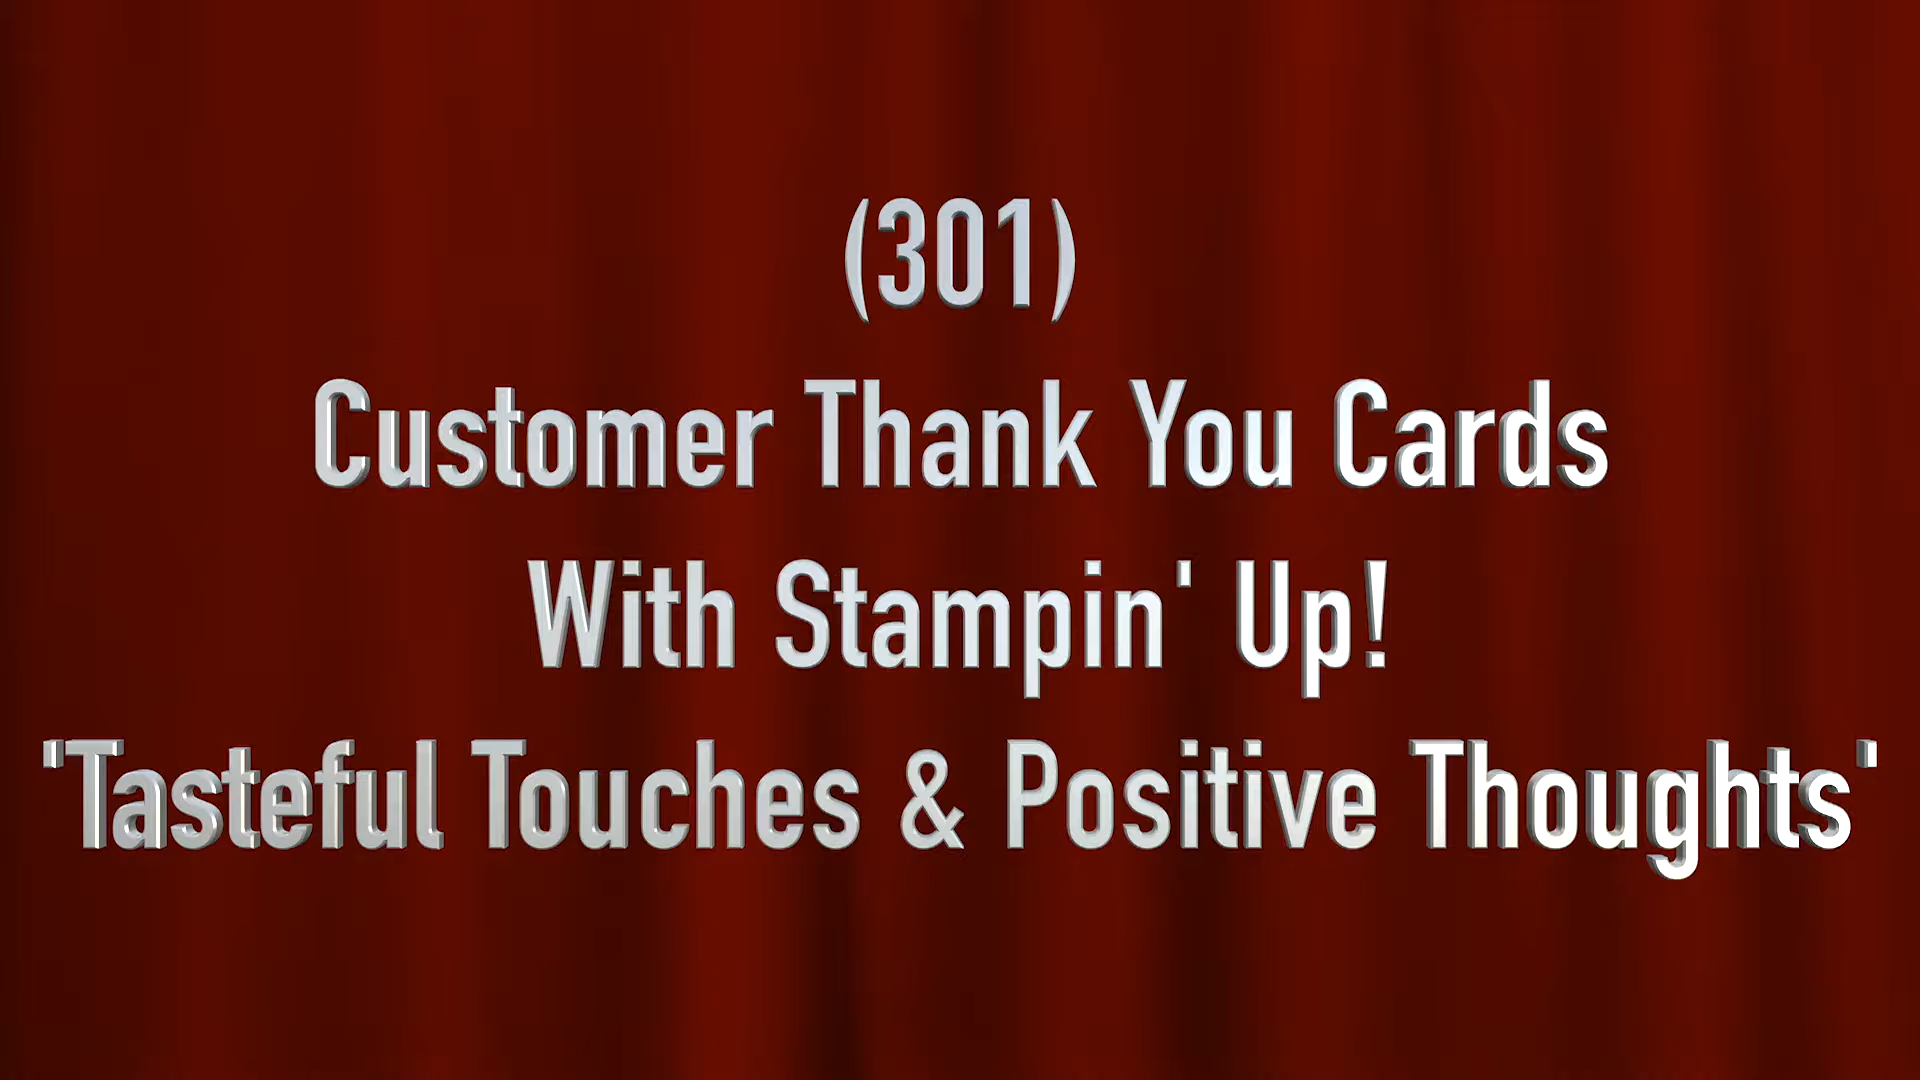 (301)
Customer Thank You Cards
With Stampin' Up!
'Tasteful Touches & Positive Thoughts'